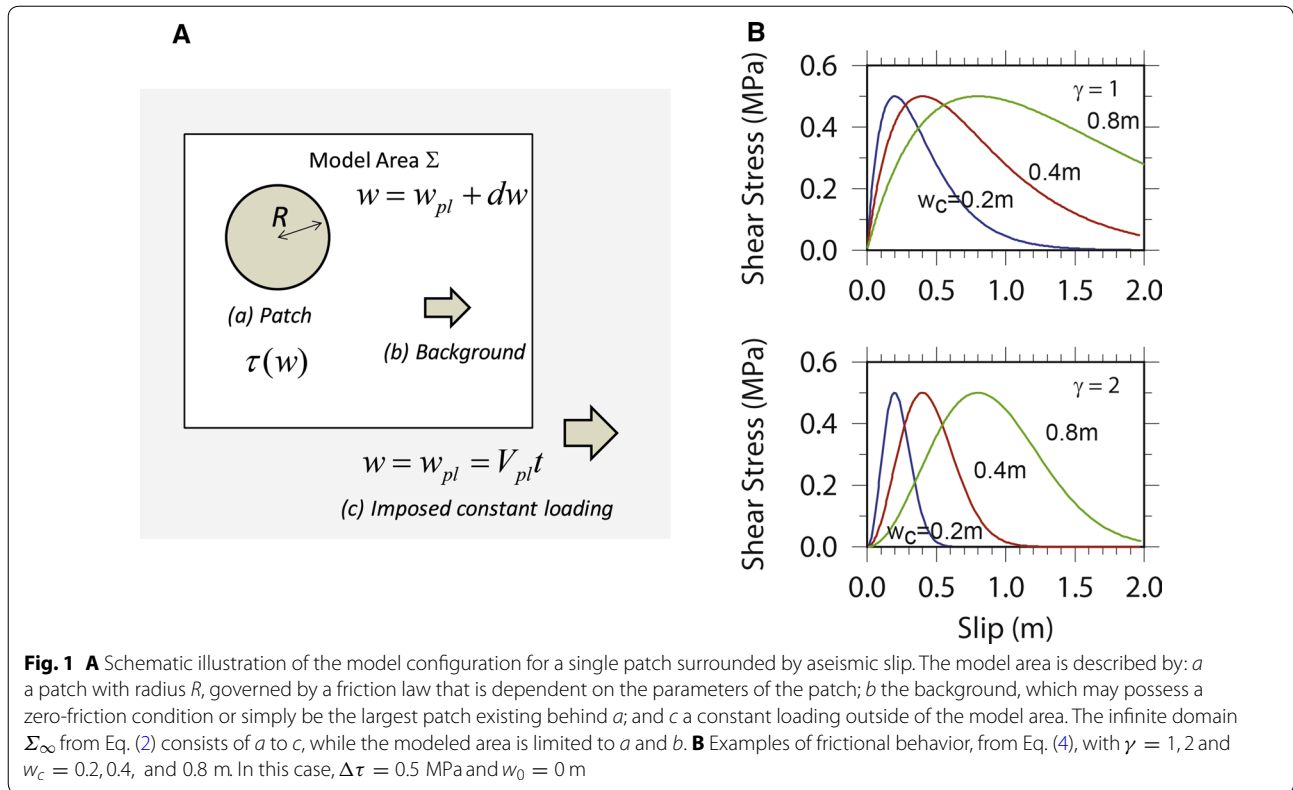 A
Model Area Σ
w = w_pl + dw
R
(a) Patch
τ(w)
(b) Background
w = w_pl = V_pl t
(c) Imposed constant loading
B
Shear Stress (MPa)
0.6
0.4
0.2
0.0
γ = 1
0.8m
0.4m
wc=0.2m
0.0 0.5 1.0 1.5 2.0
Shear Stress (MPa)
0.6
0.4
0.2
0.0
γ = 2
0.8m
0.4m
wc=0.2m
0.0 0.5 1.0 1.5 2.0
Slip (m)
Fig. 1 A Schematic illustration of the model configuration for a single patch surrounded by aseismic slip. The model area is described by: a
a patch with radius R, governed by a friction law that is dependent on the parameters of the patch; b the background, which may possess a
zero-friction condition or simply be the largest patch existing behind a; and c a constant loading outside of the model area. The infinite domain
Σ∞ from Eq. (2) consists of a to c, while the modeled area is limited to a and b. B Examples of frictional behavior, from Eq. (4), with γ = 1, 2 and
w_c = 0.2, 0.4, and 0.8 m. In this case, Δτ = 0.5 MPa and w_0 = 0 m